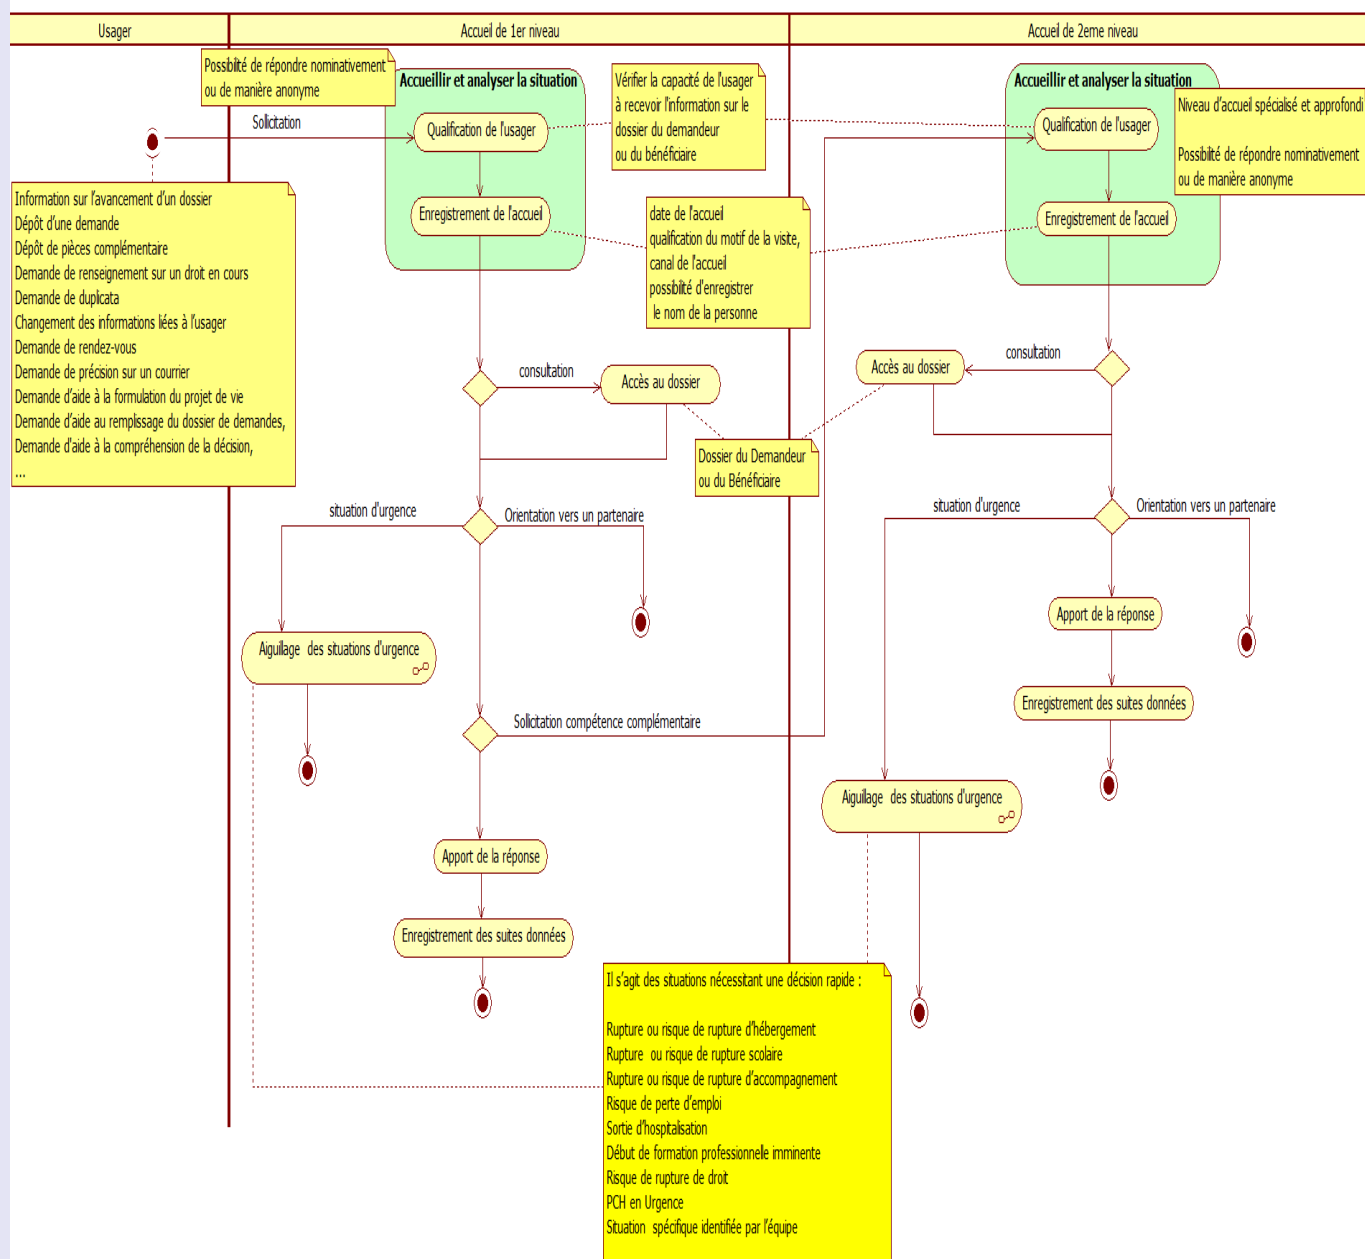 Usager
Accueil de 1er niveau
Accueil de 2eme niveau
Possibilté de répondre nominativement
ou de manière anonyme
Accueillir et analyser la situation
Vérifier la capacité de l'usager
à recevoir l'information sur le
dossier du demandeur
ou du bénéficiaire
Accueillir et analyser la situation
Niveau d'accueil spécialisé et approfondi
Possibilté de répondre nominativement
ou de manière anonyme
Sollicitation
Qualification de l'usager
Qualification de l'usager
Information sur l'avancement d'un dossier
Dépôt d'une demande
Dépôt de pièces complémentaire
Demande de renseignement sur un droit en cours
Demande de duplicata
Changement des informations liées à l'usager
Demande de rendez-vous
Demande de précision sur un courrier
Demande d'aide à la formulation du projet de vie
Demande d'aide au remplissage du dossier de demandes,
Demande d'aide à la compréhension de la décision,
...
Enregistrement de l'accueil
date de l'accueil
qualification du motif de la visite,
canal de l'accueil
possibilté d'enregistrer
le nom de la personne
Enregistrement de l'accueil
consultation
Accès au dossier
Accès au dossier
consultation
Dossier du Demandeur
ou du Bénéficiaire
situation d'urgence
Orientation vers un partenaire
situation d'urgence
Orientation vers un partenaire
Aiguillage des situations d'urgence
Apport de la réponse
Enregistrement des suites données
Sollicitation compétence complémentaire
Aiguillage des situations d'urgence
Apport de la réponse
Enregistrement des suites données
Il s'agit des situations nécessitant une décision rapide :
Rupture ou risque de rupture d'hébergement
Rupture ou risque de rupture scolaire
Rupture ou risque de rupture d'accompagnement
Risque de perte d'emploi
Sortie d'hospitalisation
Début de formation professionnelle imminente
Risque de rupture de droit
PCH en Urgence
Situation spécifique identifiée par l'équipe